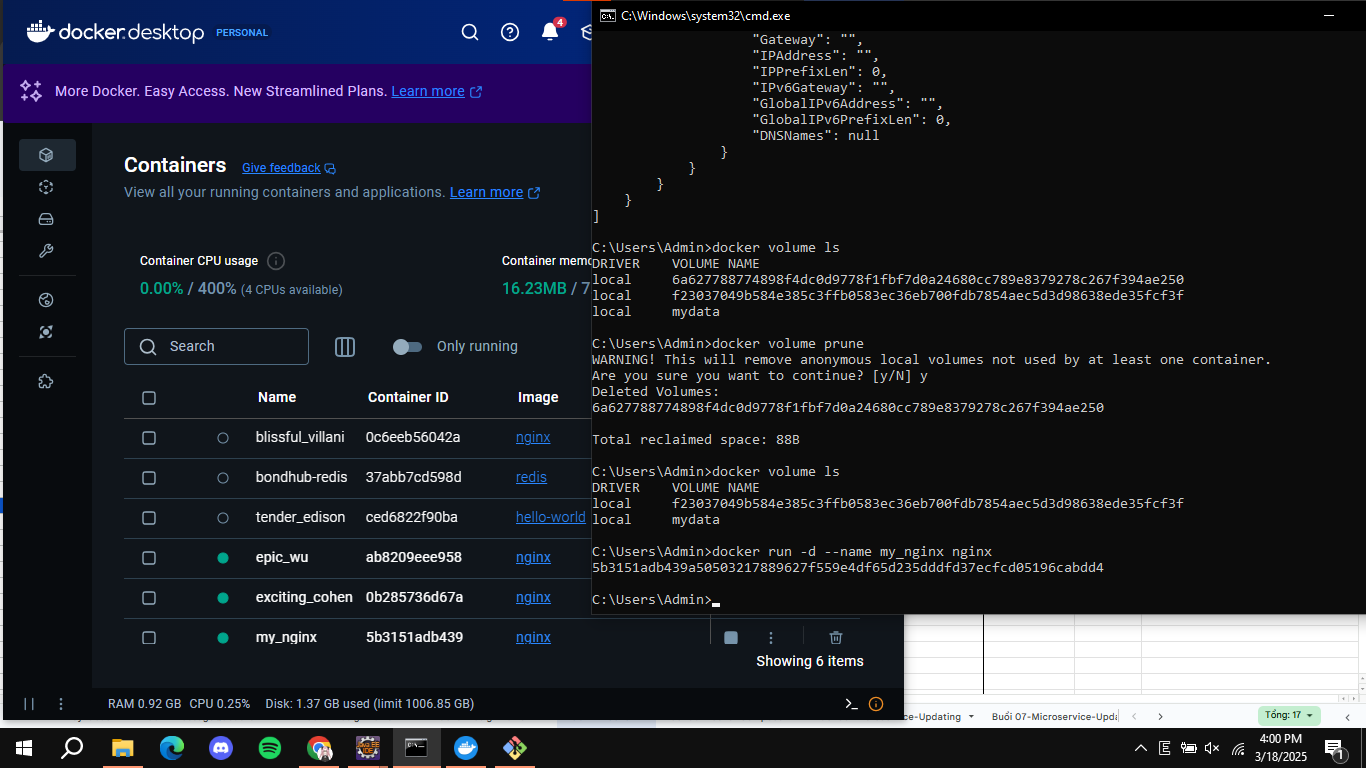 docker.desktop PERSONAL
4
More Docker. Easy Access. New Streamlined Plans. Learn more
Containers Give feedback
View all your running containers and applications. Learn more
Container CPU usage
0.00% / 400% (4 CPUs available)
Container memo
16.23MB / 7
Search
Only running
Name Container ID Image
blissful_villani 0c6eeb56042a nginx
bondhub-redis 37abb7cd598d redis
tender_edison ced6822f90ba hello-world
epic_wu ab8209eee958 nginx
exciting_cohen 0b285736d67a nginx
my_nginx 5b3151adb439 nginx
Showing 6 items
RAM 0.92 GB CPU 0.25% Disk: 1.37 GB used (limit 1006.85 GB)
C:\Windows\system32\cmd.exe
"Gateway": "",
"IPAddress": "",
"IPPrefixLen": 0,
"IPv6Gateway": "",
"GlobalIPv6Address": "",
"GlobalIPv6PrefixLen": 0,
"DNSNames": null
}
}
}
}
]
C:\Users\Admin>docker volume ls
DRIVER VOLUME NAME
local 6a627788774898f4dc0d9778f1fbf7d0a24680cc789e8379278c267f394ae250
local f23037049b584e385c3ffb0583ec36eb700fdb7854aec5d3d98638ede35fcf3f
local mydata
C:\Users\Admin>docker volume prune
WARNING! This will remove anonymous local volumes not used by at least one container.
Are you sure you want to continue? [y/N] y
Deleted Volumes:
6a627788774898f4dc0d9778f1fbf7d0a24680cc789e8379278c267f394ae250
Total reclaimed space: 88B
C:\Users\Admin>docker volume ls
DRIVER VOLUME NAME
local f23037049b584e385c3ffb0583ec36eb700fdb7854aec5d3d98638ede35fcf3f
local mydata
C:\Users\Admin>docker run -d --name my_nginx nginx
5b3151adb439a50503217889627f559e4df65d235dddfd37ecfcd05196cabdd4
C:\Users\Admin>
ce-Updating
Buổi 07-Microservice-Upda
Tổng: 17
4:00 PM
3/18/2025
1